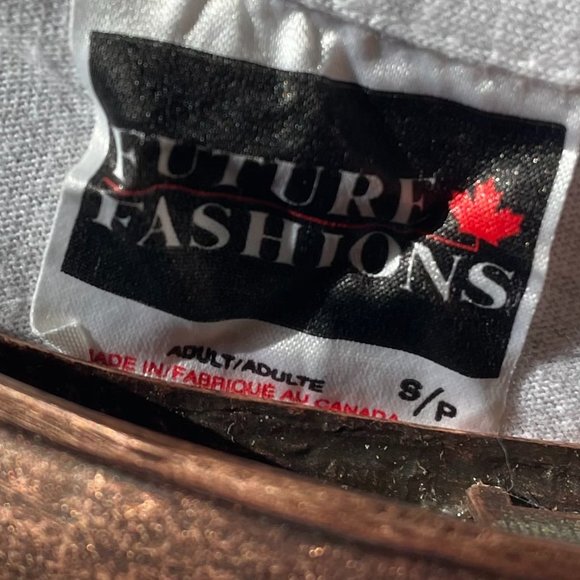 FUTURE
FASHIONS
ADULT/ADULTE S/P
MADE IN/FABRIQUÉ AU CANADA